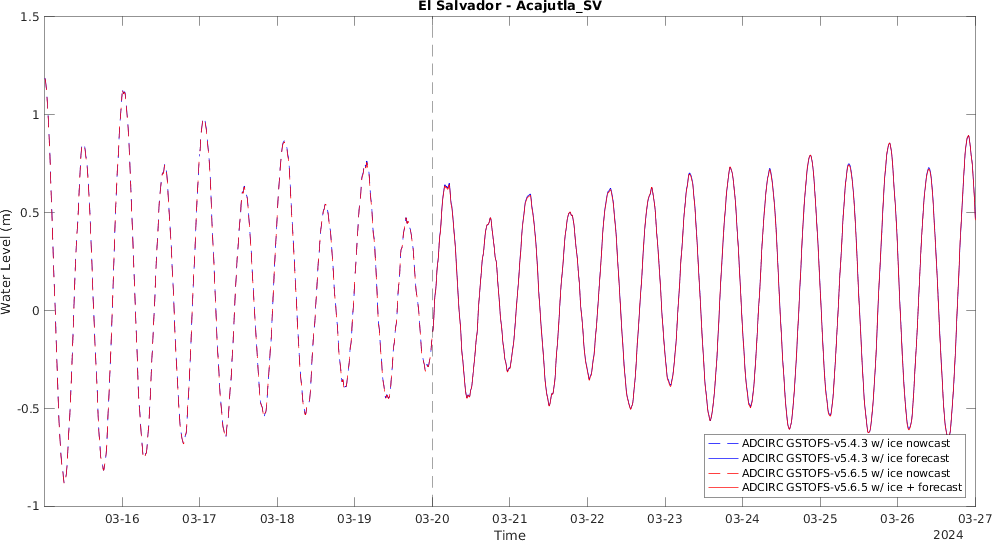 El Salvador - Acajutla_SV
Water Level (m)
1.5
1
0.5
0
-0.5
-1
ADCIRC GSTOFS-v5.4.3 w/ ice nowcast
ADCIRC GSTOFS-v5.4.3 w/ ice forecast
ADCIRC GSTOFS-v5.6.5 w/ ice nowcast
ADCIRC GSTOFS-v5.6.5 w/ ice + forecast
03-16 03-17 03-18 03-19 03-20 03-21 03-22 03-23 03-24 03-25 03-26 03-27
Time
2024